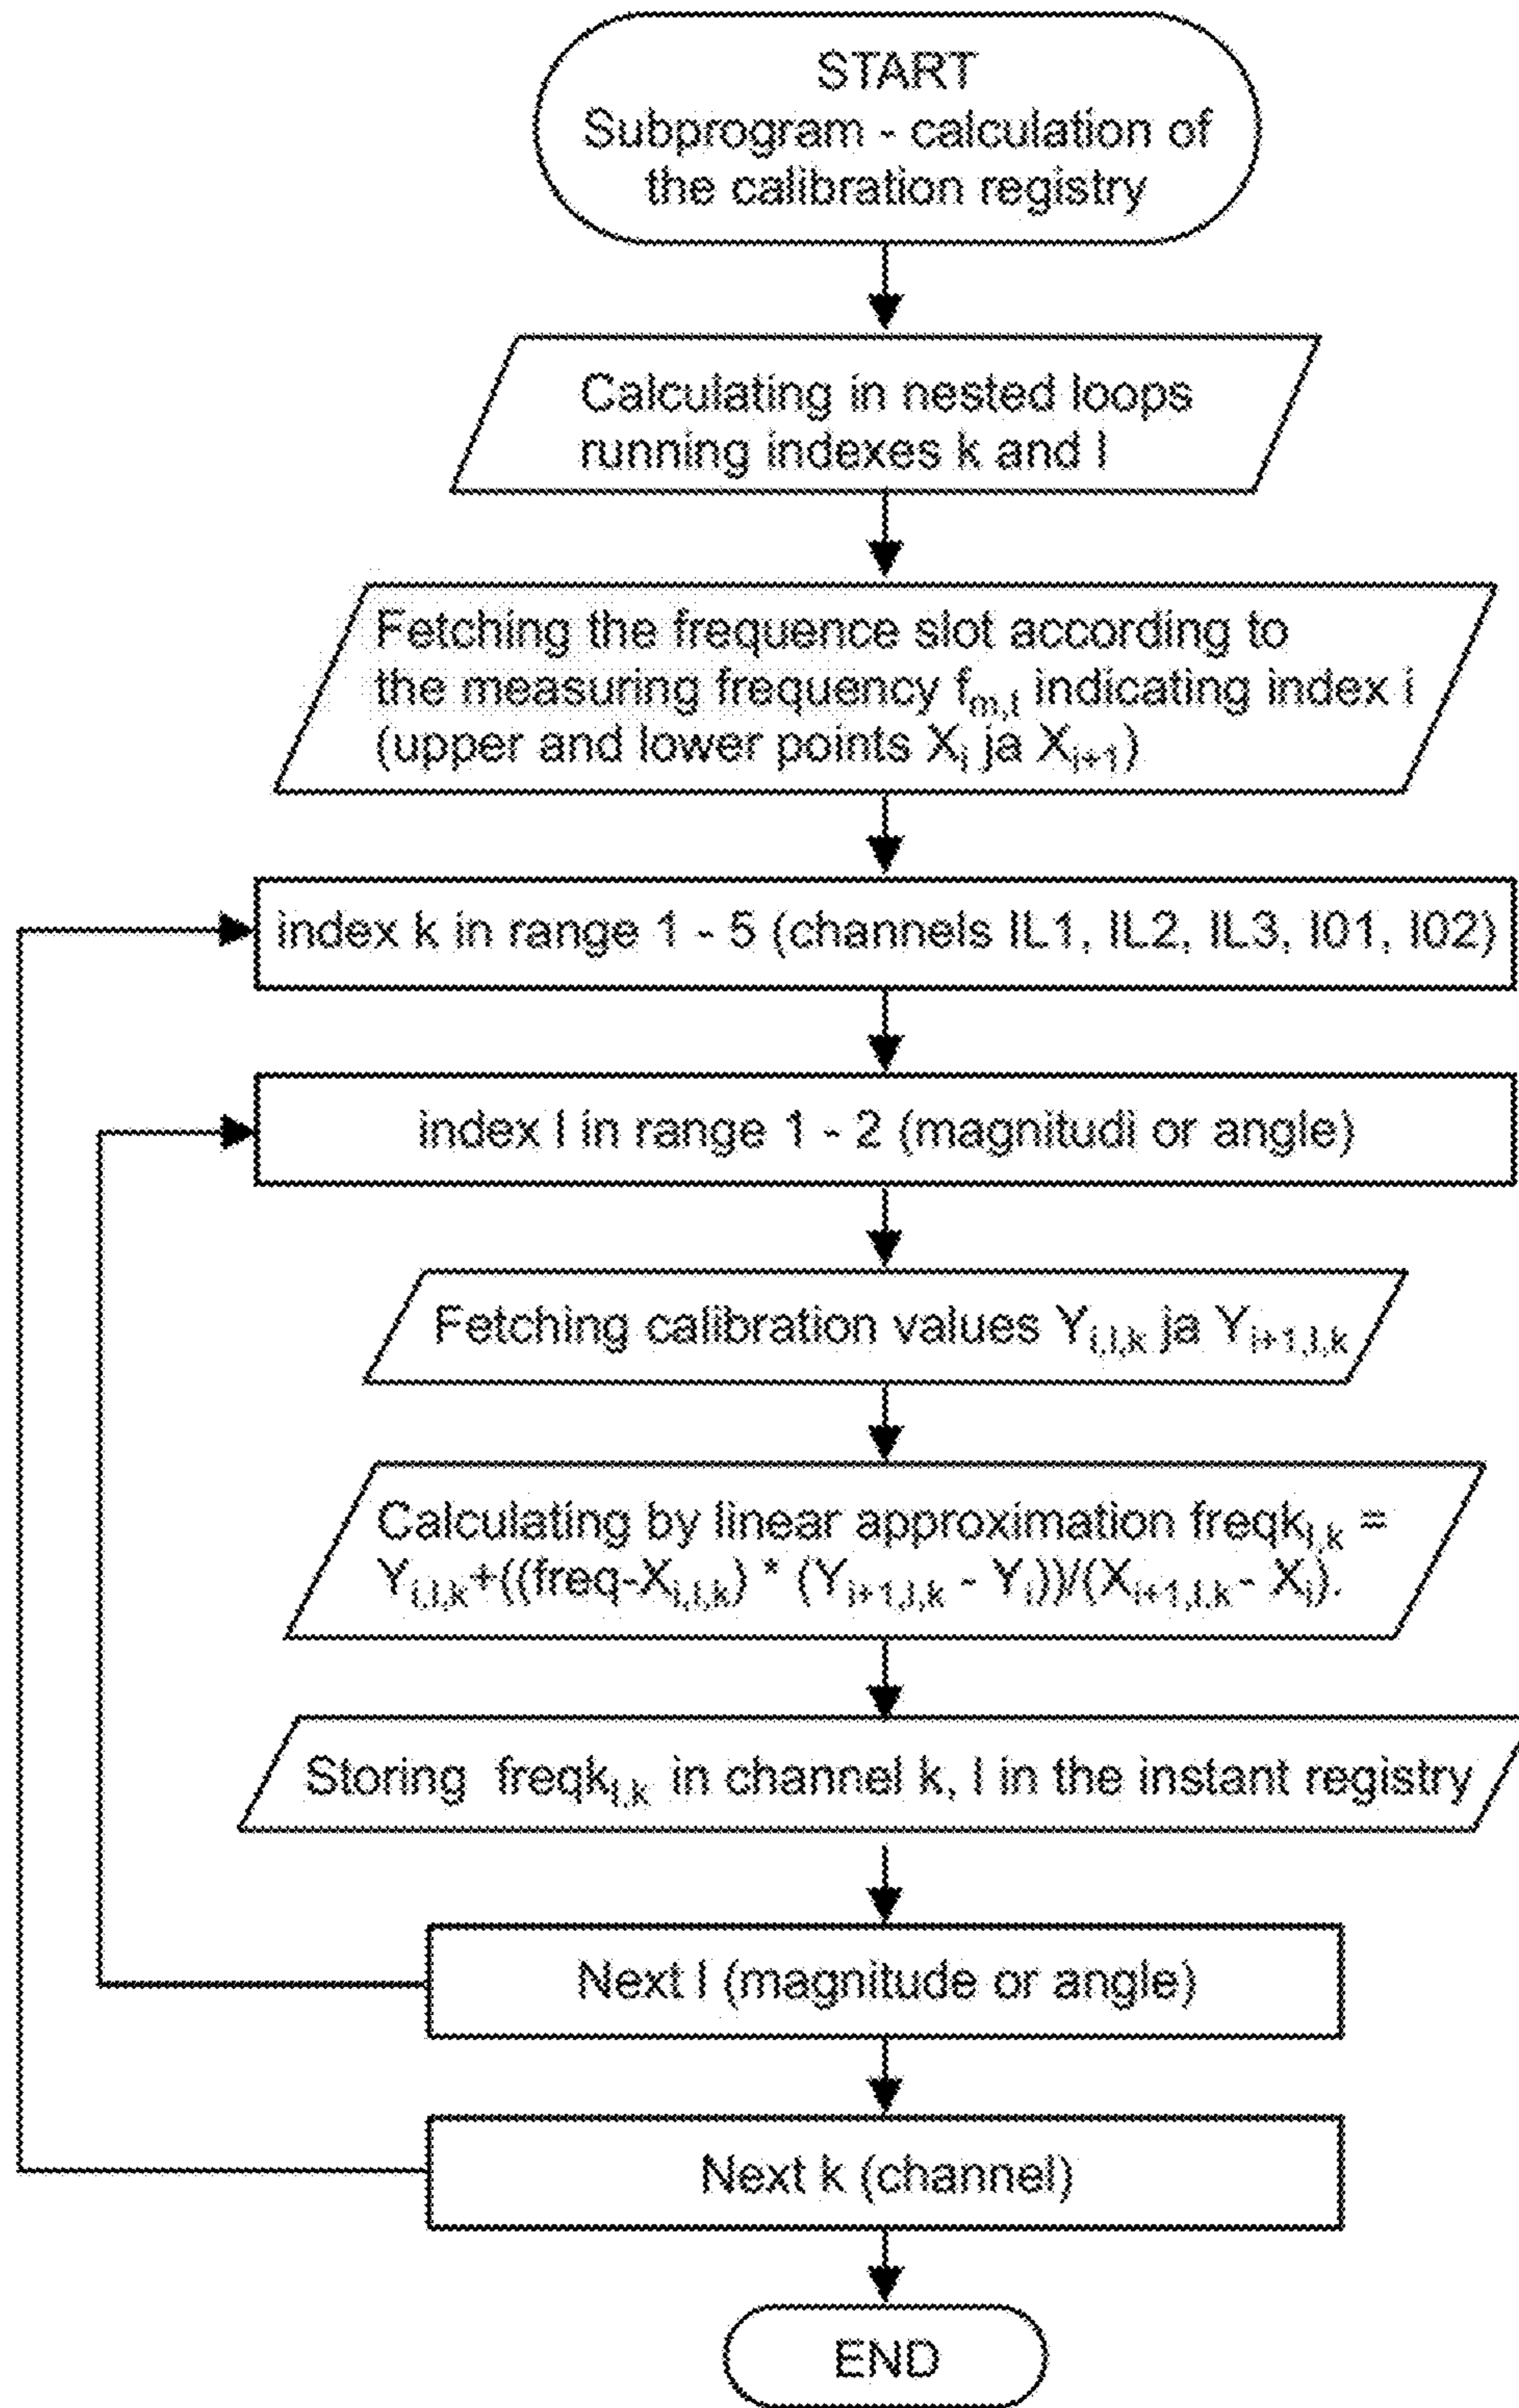 START
Subprogram - calculation of
the calibration registry
Calculating in nested loops
running indexes k and l
Fetching the frequence slot according to
the measuring frequency fm,t indicating index i
(upper and lower points Xi ja Xi+1)
index k in range 1 - 5 (channels IL1, IL2, IL3, I01, I02)
index l in range 1 - 2 (magnitudi or angle)
Fetching calibration values Yi,l,k ja Yi+1,l,k
Calculating by linear approximation freqkl,k =
Yi,l,k+((freq-Xi,l,k) * (Yi+1,l,k - Yi))/(Xi+1,l,k- Xi).
Storing freqkl,k in channel k, l in the instant registry
Next l (magnitude or angle)
Next k (channel)
END